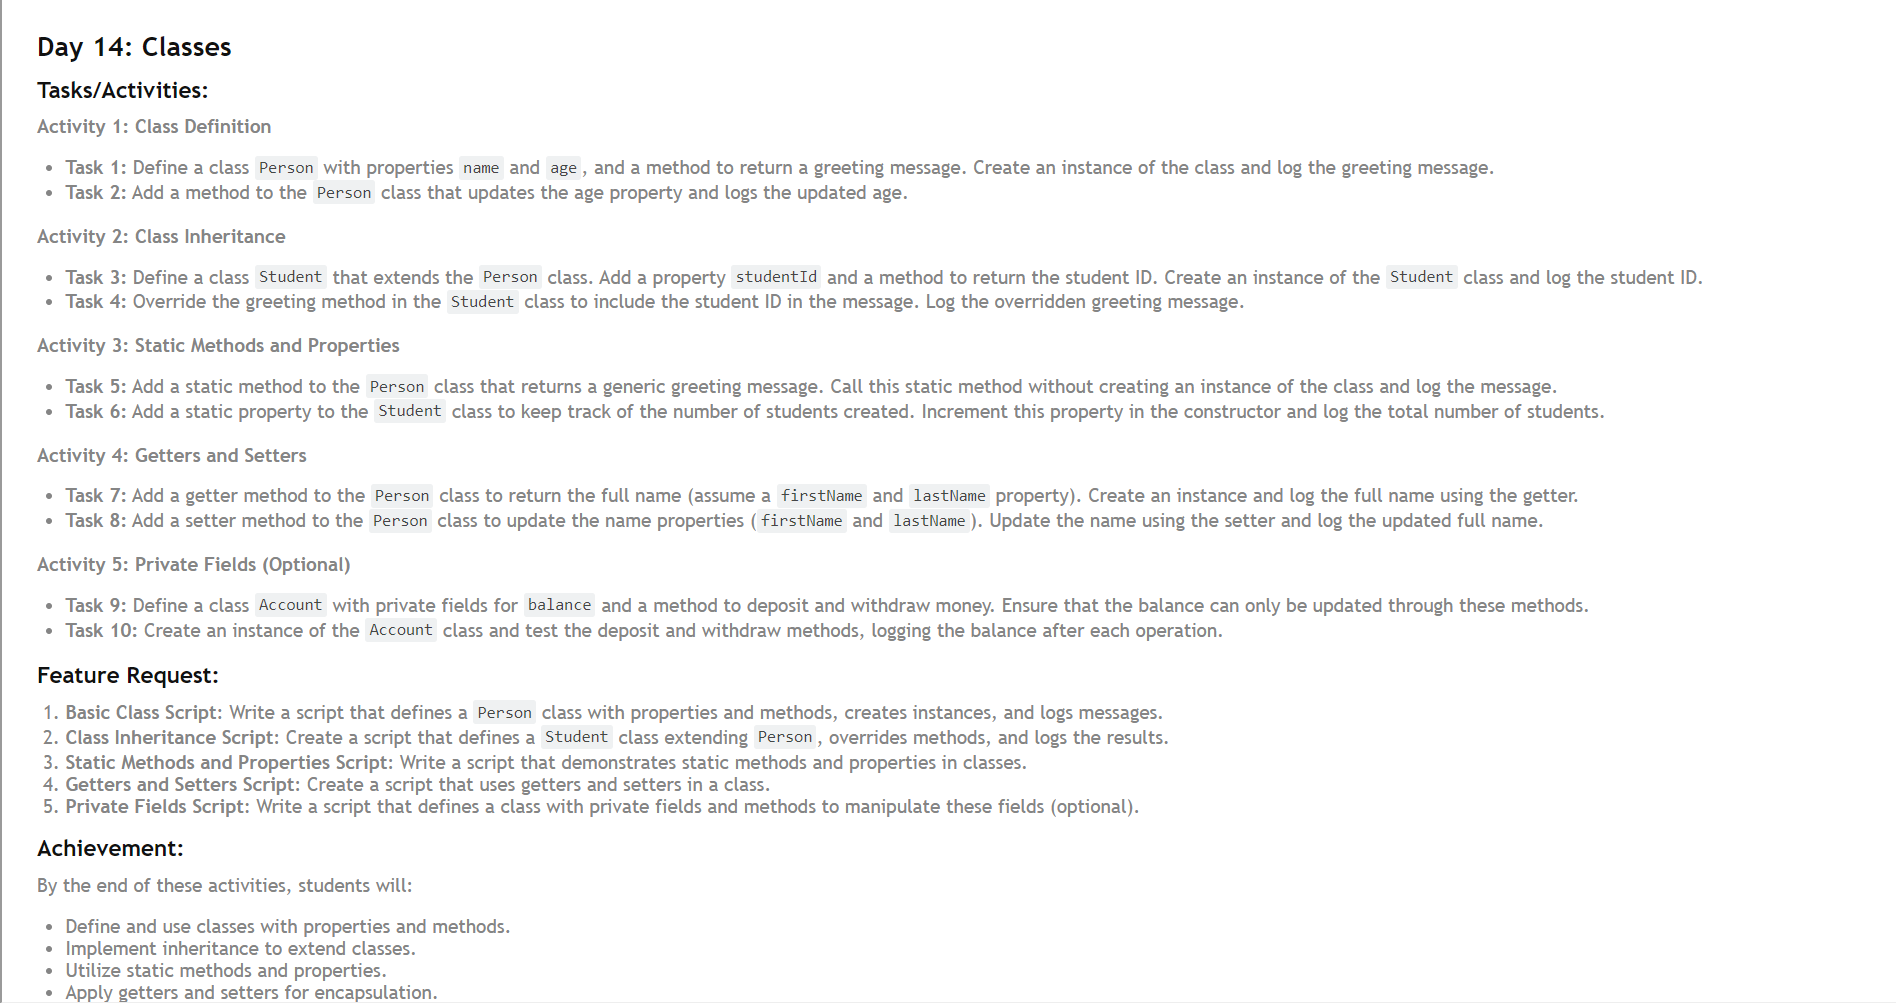 Day 14: Classes
Tasks/Activities:
Activity 1: Class Definition
• Task 1: Define a class Person with properties name and age, and a method to return a greeting message. Create an instance of the class and log the greeting message.
• Task 2: Add a method to the Person class that updates the age property and logs the updated age.
Activity 2: Class Inheritance
• Task 3: Define a class Student that extends the Person class. Add a property studentId and a method to return the student ID. Create an instance of the Student class and log the student ID.
• Task 4: Override the greeting method in the Student class to include the student ID in the message. Log the overridden greeting message.
Activity 3: Static Methods and Properties
• Task 5: Add a static method to the Person class that returns a generic greeting message. Call this static method without creating an instance of the class and log the message.
• Task 6: Add a static property to the Student class to keep track of the number of students created. Increment this property in the constructor and log the total number of students.
Activity 4: Getters and Setters
• Task 7: Add a getter method to the Person class to return the full name (assume a firstName and lastName property). Create an instance and log the full name using the getter.
• Task 8: Add a setter method to the Person class to update the name properties (firstName and lastName). Update the name using the setter and log the updated full name.
Activity 5: Private Fields (Optional)
• Task 9: Define a class Account with private fields for balance and a method to deposit and withdraw money. Ensure that the balance can only be updated through these methods.
• Task 10: Create an instance of the Account class and test the deposit and withdraw methods, logging the balance after each operation.
Feature Request:
1. Basic Class Script: Write a script that defines a Person class with properties and methods, creates instances, and logs messages.
2. Class Inheritance Script: Create a script that defines a Student class extending Person, overrides methods, and logs the results.
3. Static Methods and Properties Script: Write a script that demonstrates static methods and properties in classes.
4. Getters and Setters Script: Create a script that uses getters and setters in a class.
5. Private Fields Script: Write a script that defines a class with private fields and methods to manipulate these fields (optional).
Achievement:
By the end of these activities, students will:
• Define and use classes with properties and methods.
• Implement inheritance to extend classes.
• Utilize static methods and properties.
• Apply getters and setters for encapsulation.